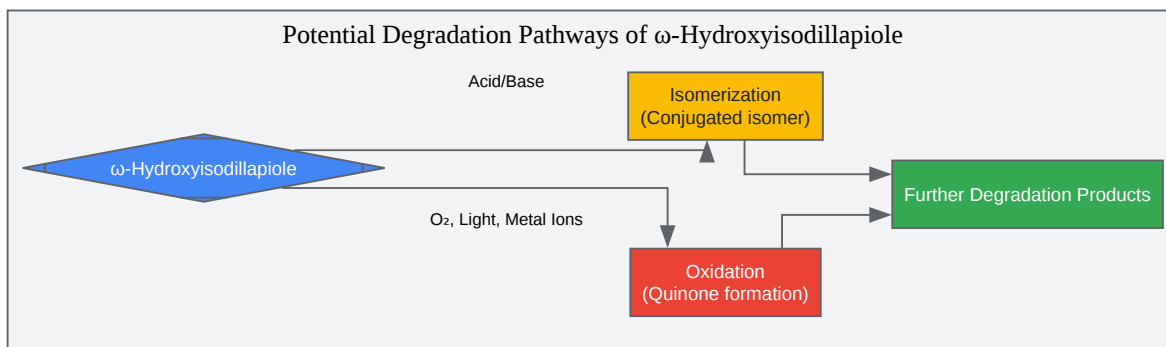 Potential Degradation Pathways of ω-Hydroxyisodillapiole
Acid/Base
Isomerization
(Conjugated isomer)
ω-Hydroxyisodillapiole
Further Degradation Products
O₂, Light, Metal Ions
Oxidation
(Quinone formation)